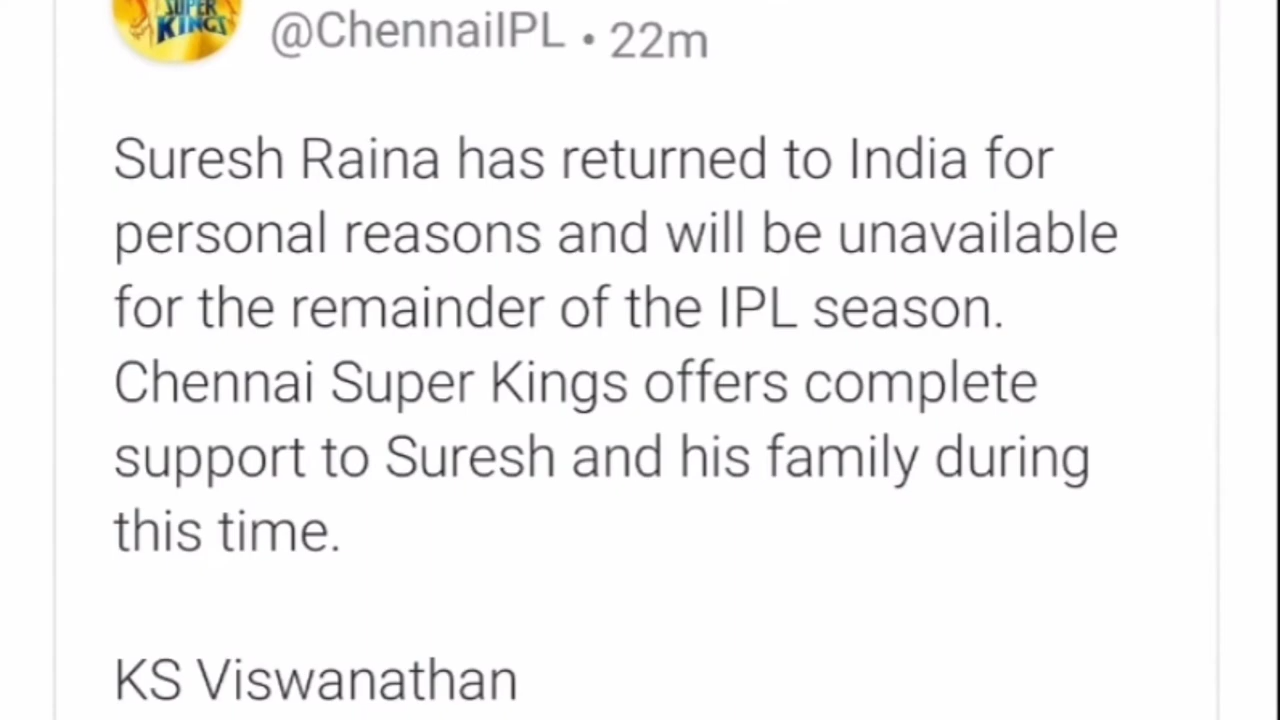 SUPER
KINGS
@ChennaiIPL • 22m
Suresh Raina has returned to India for
personal reasons and will be unavailable
for the remainder of the IPL season.
Chennai Super Kings offers complete
support to Suresh and his family during
this time.
KS Viswanathan